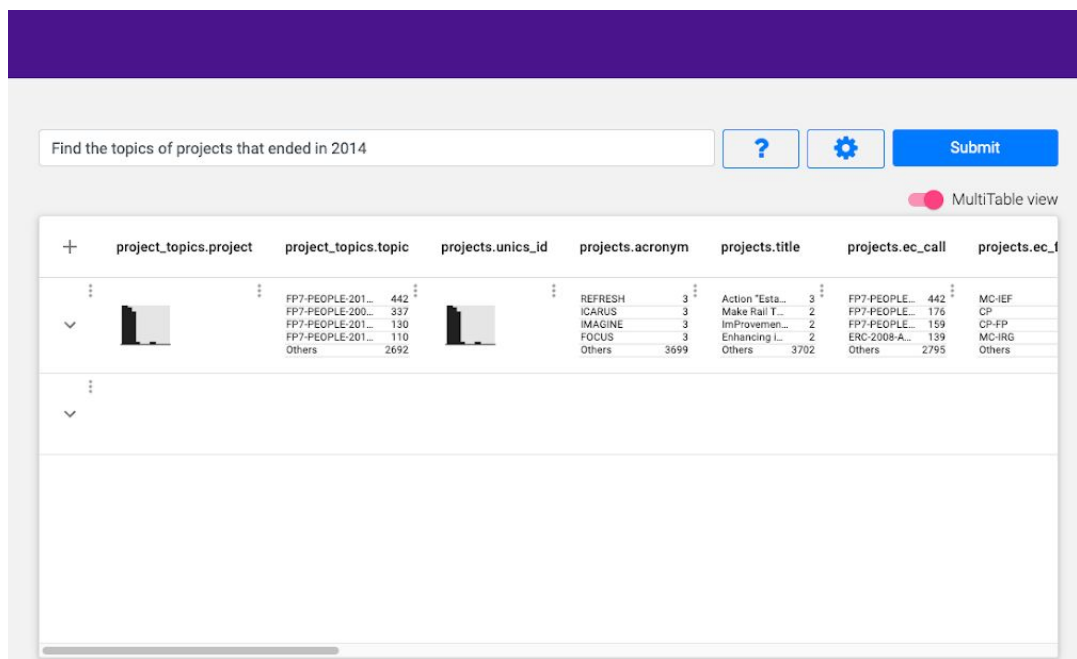 Find the topics of projects that ended in 2014
?
Submit
MultiTable view
project_topics.project project_topics.topic projects.unics_id projects.acronym projects.title projects.ec_call projects.ec_f
FP7-PEOPLE-201... 442 REFRESH 3 Action "Esta... 3 FP7-PEOPLE... 442 MC-IEF
FP7-PEOPLE-200... 337 ICARUS 3 Make Rail T... 2 FP7-PEOPLE... 176 CP
FP7-PEOPLE-201... 130 IMAGINE 3 ImProvemen... 2 FP7-PEOPLE... 159 CP-FP
FP7-PEOPLE-201... 110 FOCUS 3 Enhancing i... 2 ERC-2008-A... 139 MC-IRG
Others 2692 Others 3699 Others 3702 Others 2795 Others